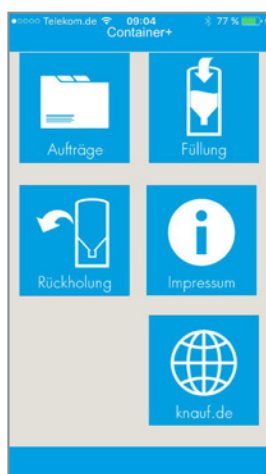 Telekom.de 09:04 77 %
Container+
Aufträge
Füllung
Rückholung
Impressum
knauf.de